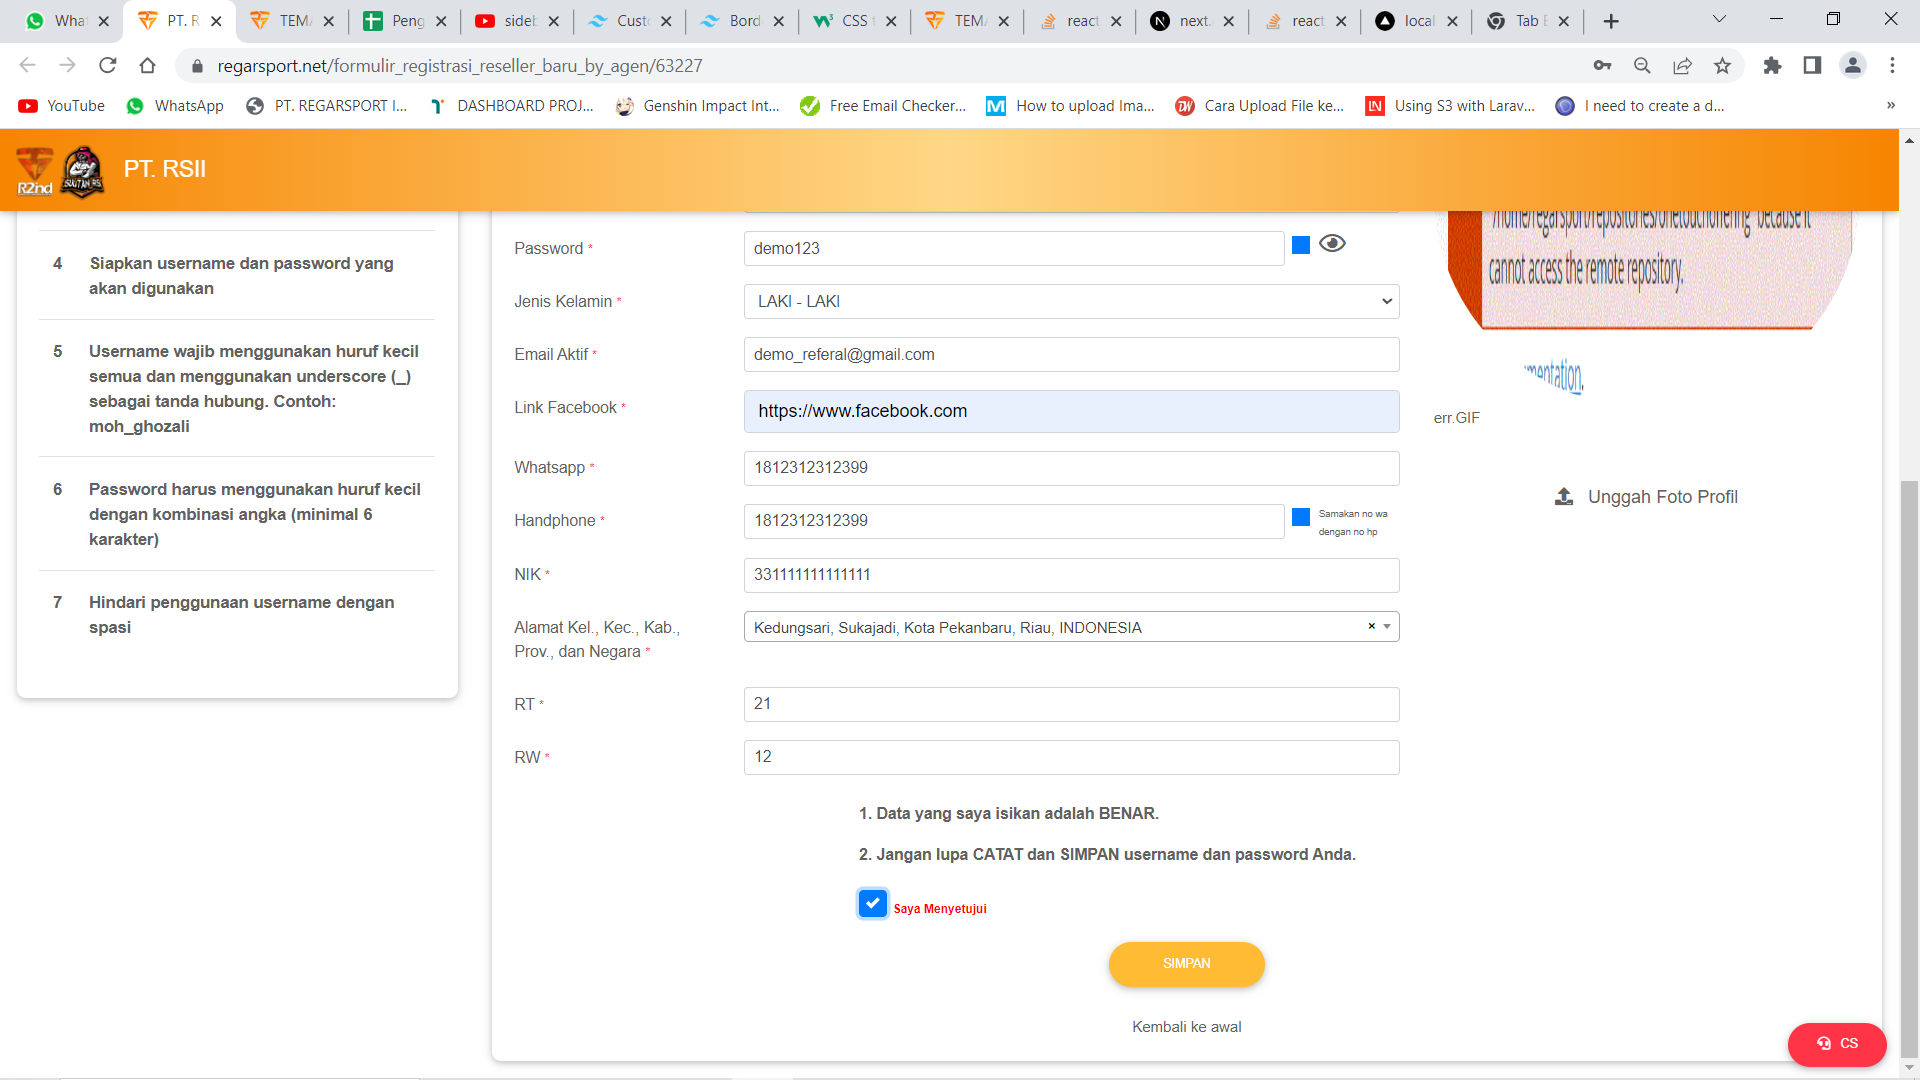 What
PT. R
TEM
Peng
sideb
Cust
Bord
CSS
TEM
react
next.
react
local
Tab
regarsport.net/formulir_registrasi_reseller_baru_by_agen/63227
YouTube
WhatsApp
PT. REGARSPORT I...
DASHBOARD PROJ...
Genshin Impact Int...
Free Email Checker...
How to upload Ima...
Cara Upload File ke...
Using S3 with Larav...
I need to create a d...
»
R2nd
PT. RSII
4 Siapkan username dan password yang
akan digunakan
5 Username wajib menggunakan huruf kecil
semua dan menggunakan underscore (_)
sebagai tanda hubung. Contoh:
moh_ghozali
6 Password harus menggunakan huruf kecil
dengan kombinasi angka (minimal 6
karakter)
7 Hindari penggunaan username dengan
spasi
Password * demo123
Jenis Kelamin * LAKI - LAKI
Email Aktif * demo_referal@gmail.com
Link Facebook * https://www.facebook.com
Whatsapp * 1812312312399
Handphone * 1812312312399
Samakan no wa
dengan no hp
NIK * 331111111111111
Alamat Kel., Kec., Kab.,
Prov., dan Negara *
Kedungsari, Sukajadi, Kota Pekanbaru, Riau, INDONESIA
RT * 21
RW * 12
1. Data yang saya isikan adalah BENAR.
2. Jangan lupa CATAT dan SIMPAN username dan password Anda.
Saya Menyetujui
SIMPAN
Kembali ke awal
/home/regarsport/repositories/onetouchoffering" because it
cannot access the remote repository.
mentation.
err.GIF
Unggah Foto Profil
CS